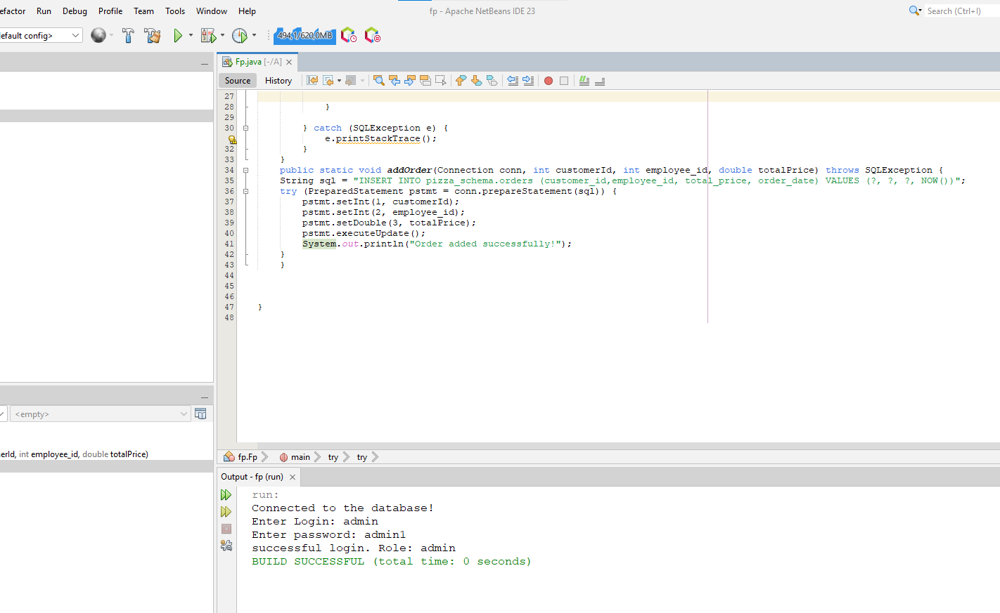 efactor Run Debug Profile Team Tools Window Help fp - Apache NetBeans IDE 23 Search (Ctrl+I)
efault config> 494,1/620,0MB
Fp.java [-/A]
Source History
27
28 }
29
30 } catch (SQLException e) {
e.printStackTrace();
32 }
33 }
34 public static void addOrder(Connection conn, int customerId, int employee_id, double totalPrice) throws SQLException {
35 String sql = "INSERT INTO pizza_schema.orders (customer_id,employee_id, total_price, order_date) VALUES (?, ?, ?, NOW())";
36 try (PreparedStatement pstmt = conn.prepareStatement(sql)) {
37 pstmt.setInt(1, customerId);
38 pstmt.setInt(2, employee_id);
39 pstmt.setDouble(3, totalPrice);
40 pstmt.executeUpdate();
41 System.out.println("Order added successfully!");
42 }
43 }
44
45
46
47 }
48
<empty>
erId, int employee_id, double totalPrice)
fp.Fp main try try
Output - fp (run)
run:
Connected to the database!
Enter Login: admin
Enter password: admin1
successful login. Role: admin
BUILD SUCCESSFUL (total time: 0 seconds)